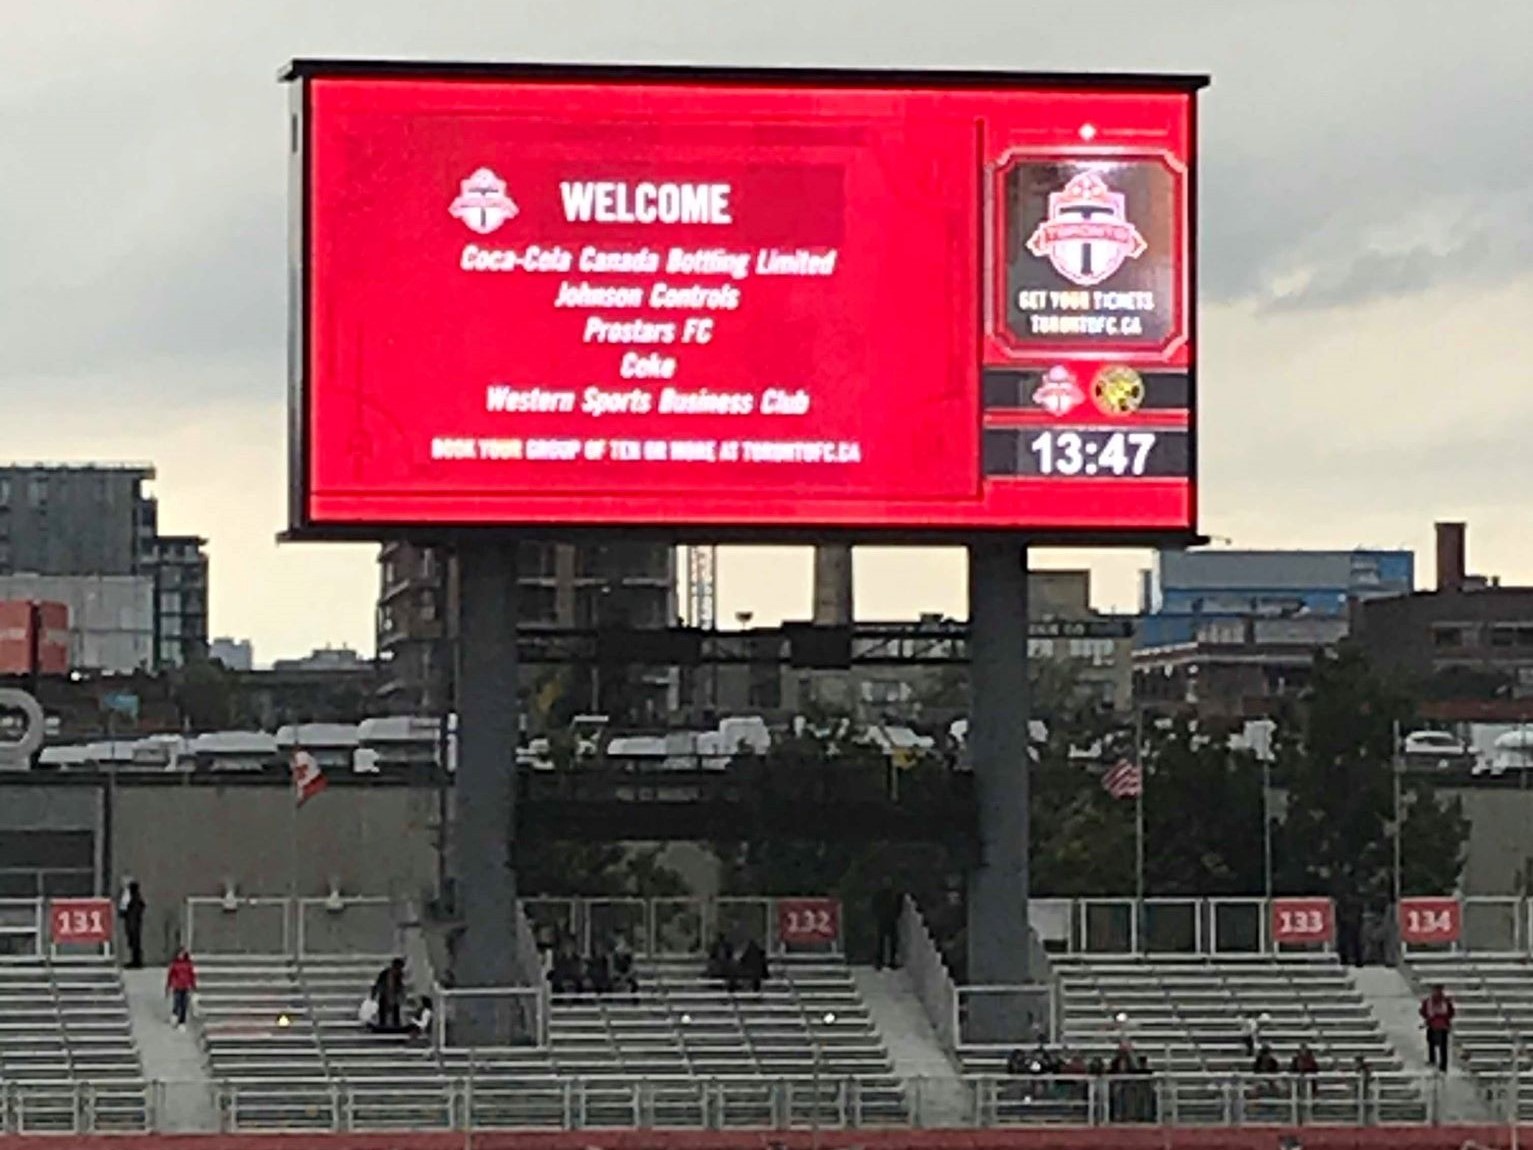 WELCOME
Coca-Cola Canada Bottling Limited
Johnson Controls
Prostars FC
Coke
Western Sports Business Club
BOOK YOUR GROUP OF TEN OR MORE AT TORONTOFC.CA
TORONTO
GET YOUR TICKETS
TORONTOFC.CA
13:47
131
132
133
134